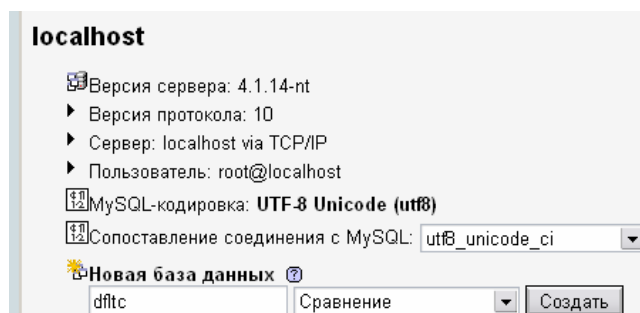 localhost
Версия сервера: 4.1.14-nt
Версия протокола: 10
Сервер: localhost via TCP/IP
Пользователь: root@localhost
MySQL-кодировка: UTF-8 Unicode (utf8)
Сопоставление соединения с MySQL: utf8_unicode_ci
Новая база данных
dfltc Сравнение Создать